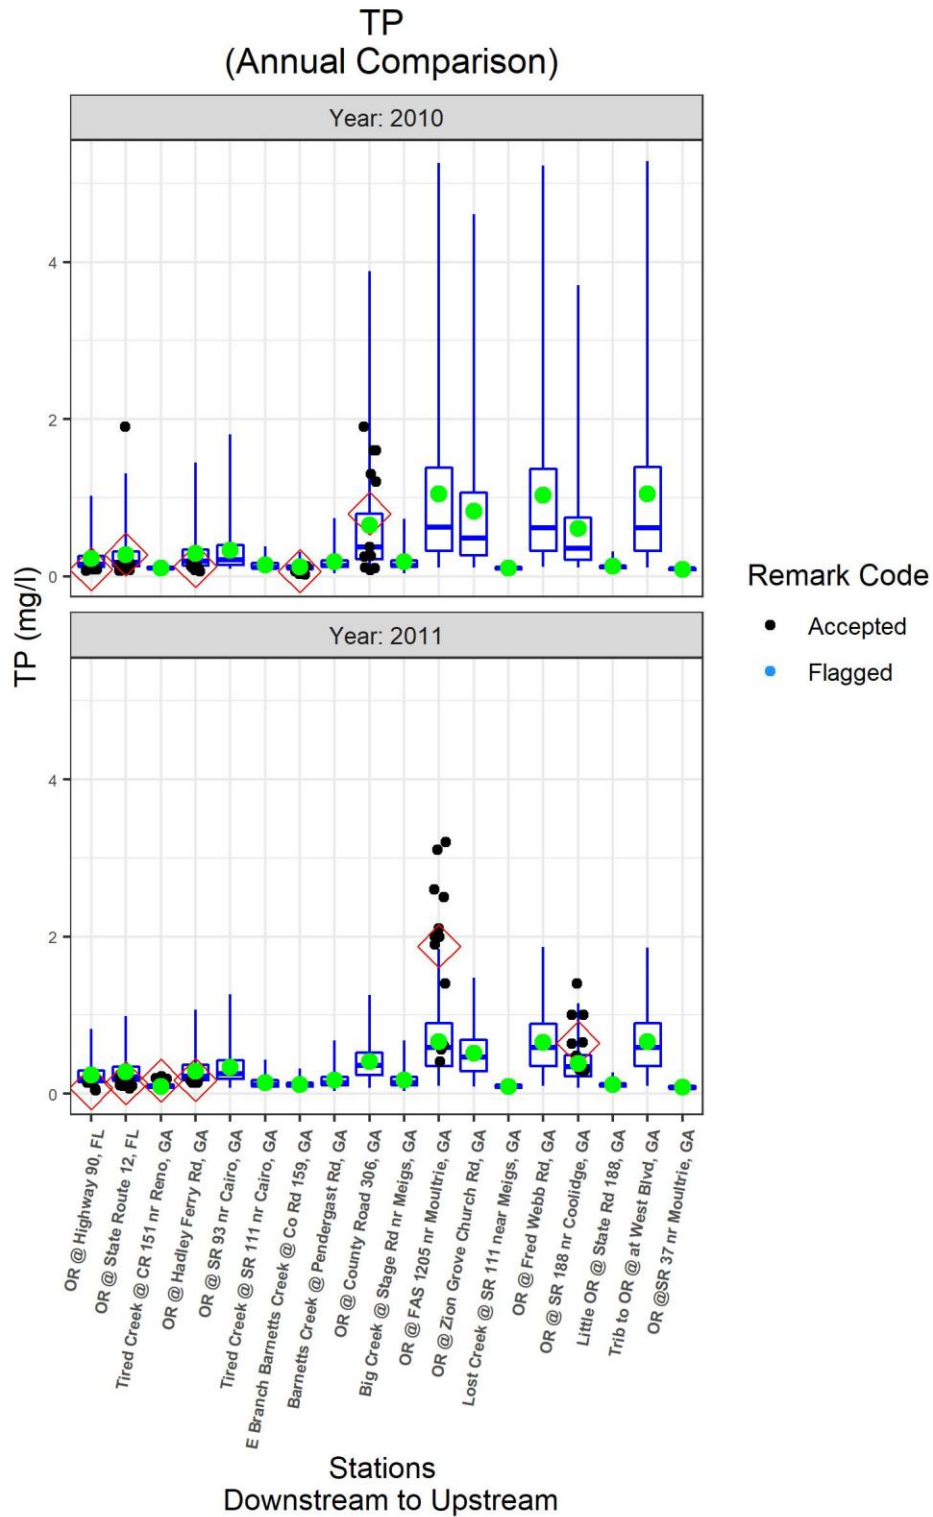 TP
(Annual Comparison)
Year: 2010
4
2
0
Year: 2011
4
2
0
TP (mg/l)
Remark Code
Accepted
Flagged
OR @ Highway 90, FL
OR @ State Route 12, FL
Tired Creek @ CR 151 nr Reno, GA
OR @ Hadley Ferry Rd, GA
OR @ SR 93 nr Cairo, GA
Tired Creek @ SR 111 nr Cairo, GA
E Branch Barnetts Creek @ Co Rd 159, GA
Barnetts Creek @ Pendergast Rd, GA
OR @ County Road 306, GA
Big Creek @ Stage Rd nr Meigs, GA
OR @ FAS 1205 nr Moultrie, GA
OR @ Zion Grove Church Rd, GA
Lost Creek @ SR 111 near Meigs, GA
OR @ Fred Webb Rd, GA
OR @ SR 188 nr Coolidge, GA
Little OR @ State Rd 188, GA
Trib to OR @ at West Blvd, GA
OR @SR 37 nr Moultrie, GA
Stations
Downstream to Upstream